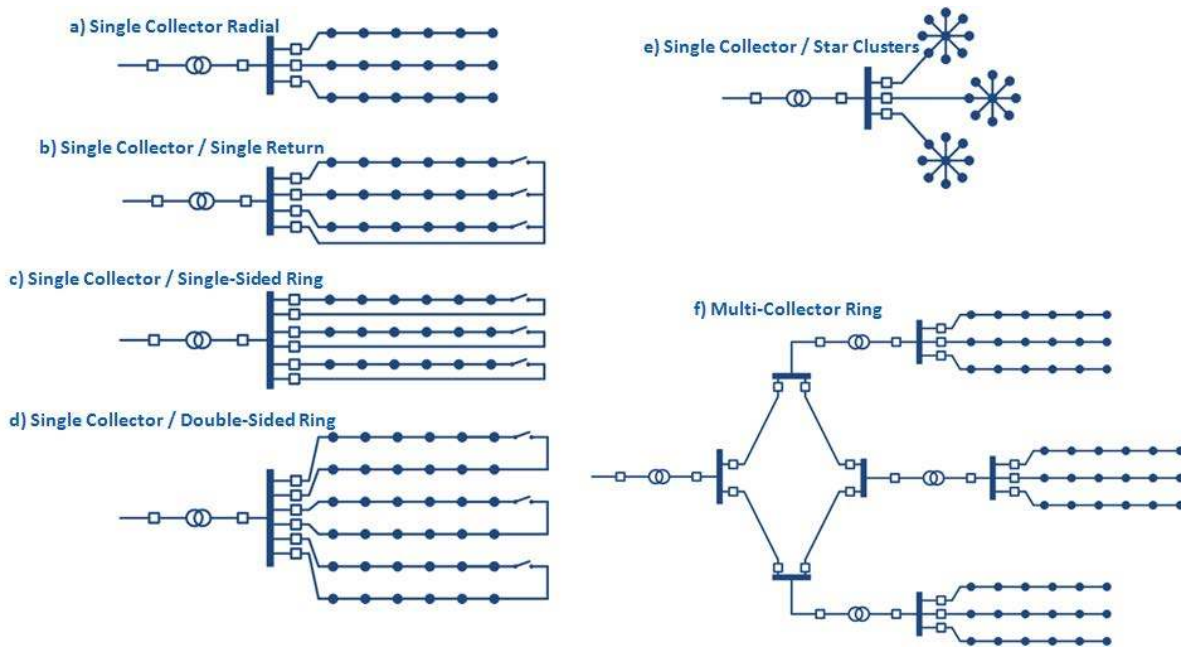 a) Single Collector Radial
b) Single Collector / Single Return
c) Single Collector / Single-Sided Ring
d) Single Collector / Double-Sided Ring
e) Single Collector / Star Clusters
f) Multi-Collector Ring